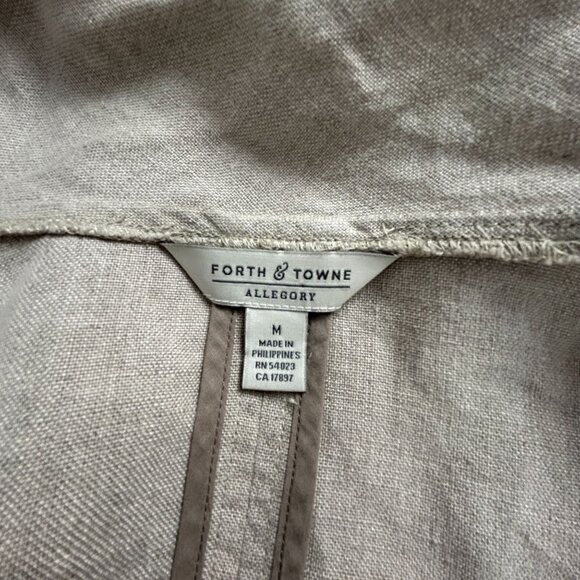 FORTH & TOWNE
ALLEGORY
M
MADE IN
PHILIPPINES
RN 54023
CA 17897